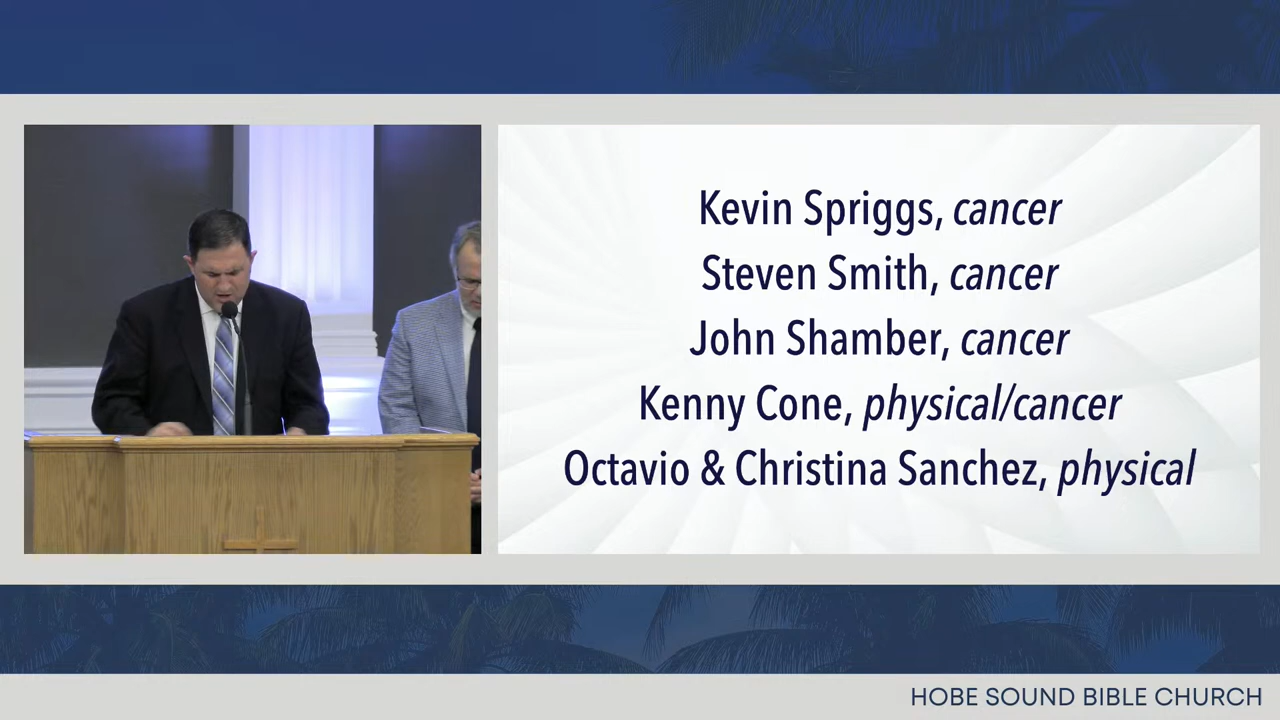 Kevin Spriggs, cancer
Steven Smith, cancer
John Shamber, cancer
Kenny Cone, physical/cancer
Octavio & Christina Sanchez, physical
HOBE SOUND BIBLE CHURCH